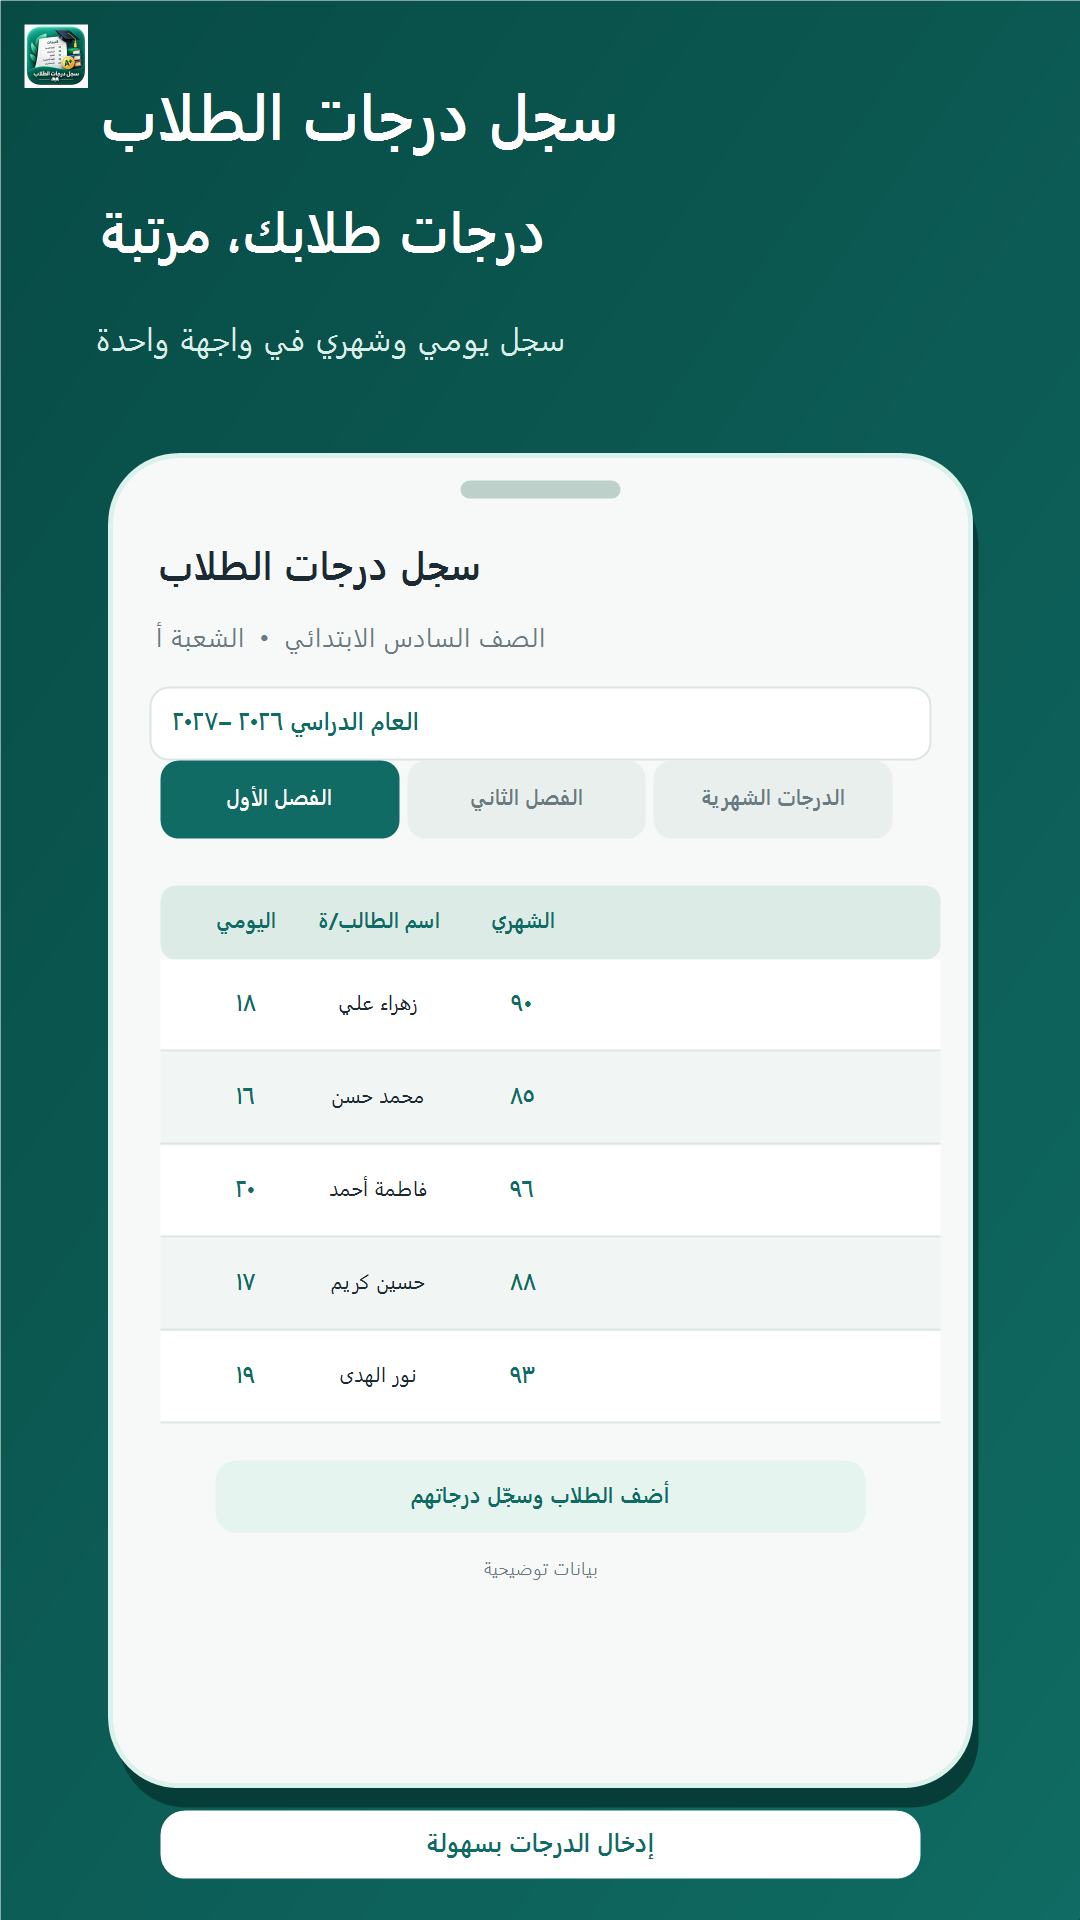 سجل درجات الطلاب
سجل درجات الطلاب
درجات طلابك، مرتبة
سجل يومي وشهري في واجهة واحدة
سجل درجات الطلاب
الصف السادس الابتدائي • الشعبة أ
العام الدراسي ٢٠٢٦ –٢٠٢٧
الدرجات الشهرية الفصل الثاني الفصل الأول
الشهري اسم الطالب/ة اليومي
٩٠ زهراء علي ١٨
٨٥ محمد حسن ١٦
٩٦ فاطمة أحمد ٢٠
٨٨ حسين كريم ١٧
٩٣ نور الهدى ١٩
أضف الطلاب وسجّل درجاتهم
بيانات توضيحية
إدخال الدرجات بسهولة